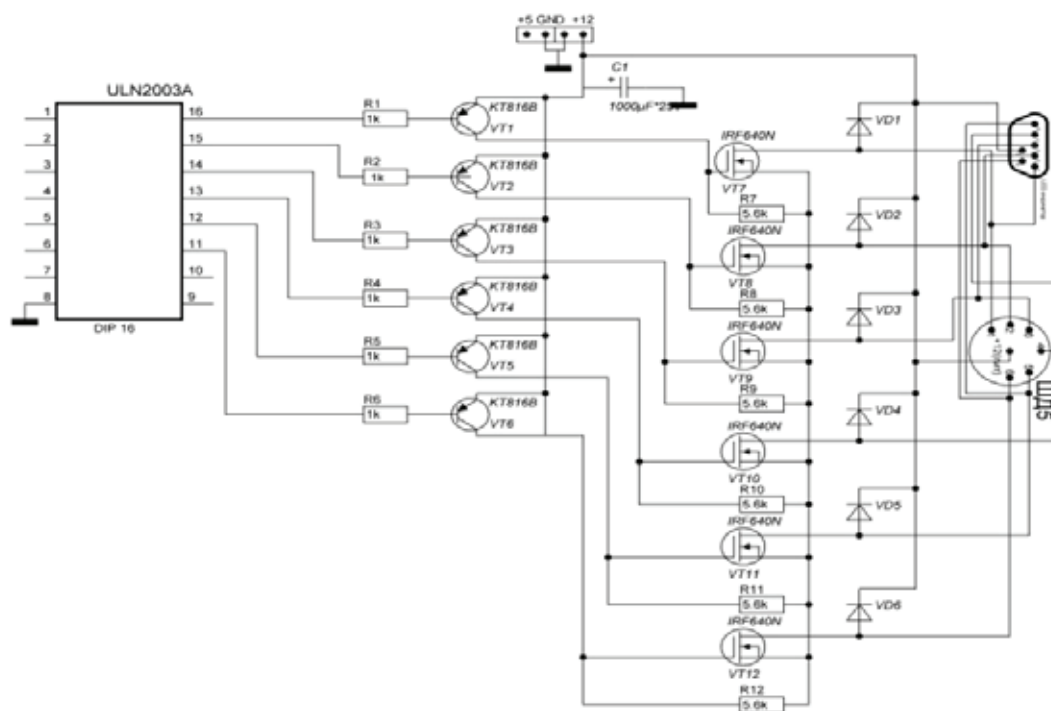 +5 GND +12
ULN2003A
1
2
3
4
5
6
7
8
16
15
14
13
12
11
10
9
DIP 16
R1
1k
R2
1k
R3
1k
R4
1k
R5
1k
R6
1k
KT816B
VT1
KT816B
VT2
KT816B
VT3
KT816B
VT4
KT816B
VT5
KT816B
VT6
C1
+
IRF640N
VT7
R7
5.6k
IRF640N
VT8
R8
5.6k
IRF640N
VT9
R9
5.6k
IRF640N
VT10
R10
5.6k
IRF640N
VT11
R11
5.6k
IRF640N
VT12
R12
5.6k
VD1
VD2
VD3
VD4
VD5
VD6